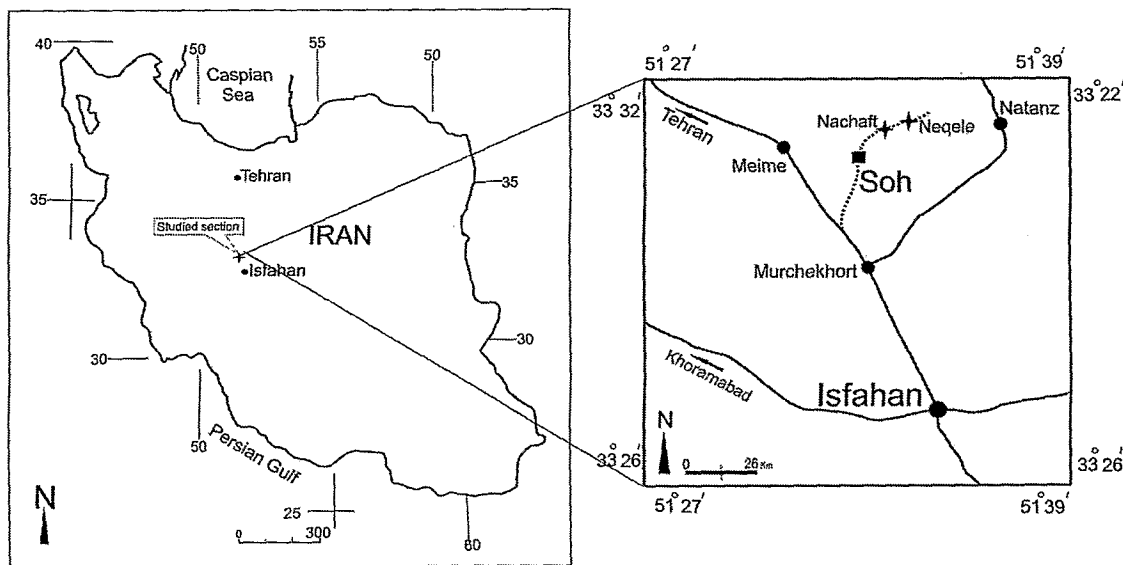 40
50
55
50
Caspian
Sea
Tehran
35
35
Studied section
IRAN
Isfahan
30
30
50
Persian Gulf
25
N
0 300
60
51° 27′
51° 39′
33° 32′
33° 22′
Tehran
Nachaft
Neqele
Natanz
Meime
Soh
Murchekhort
Khoramabad
Isfahan
N
0 26 Km
33° 26′
33° 26′
51° 27′
51° 39′